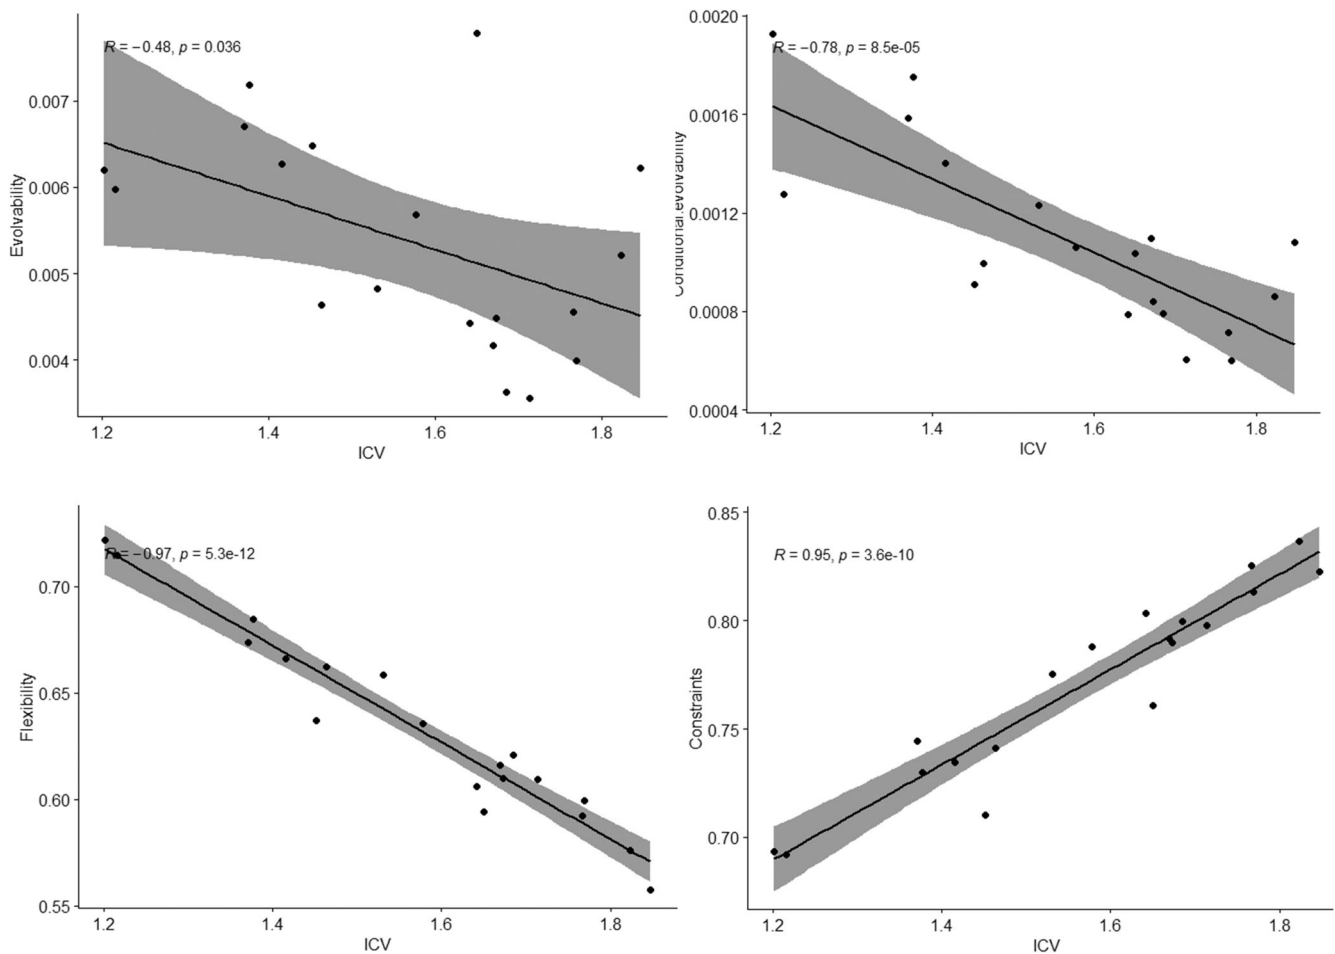 R = −0.48, p = 0.036
0.007
0.006
0.005
0.004
Evolvability
1.2 1.4 1.6 1.8
ICV
R = −0.78, p = 8.5e-05
0.0020
0.0016
0.0012
0.0008
0.0004
Conditional.evolvability
1.2 1.4 1.6 1.8
ICV
R = −0.97, p = 5.3e-12
0.70
0.65
0.60
0.55
Flexibility
1.2 1.4 1.6 1.8
ICV
R = 0.95, p = 3.6e-10
0.85
0.80
0.75
0.70
Constraints
1.2 1.4 1.6 1.8
ICV